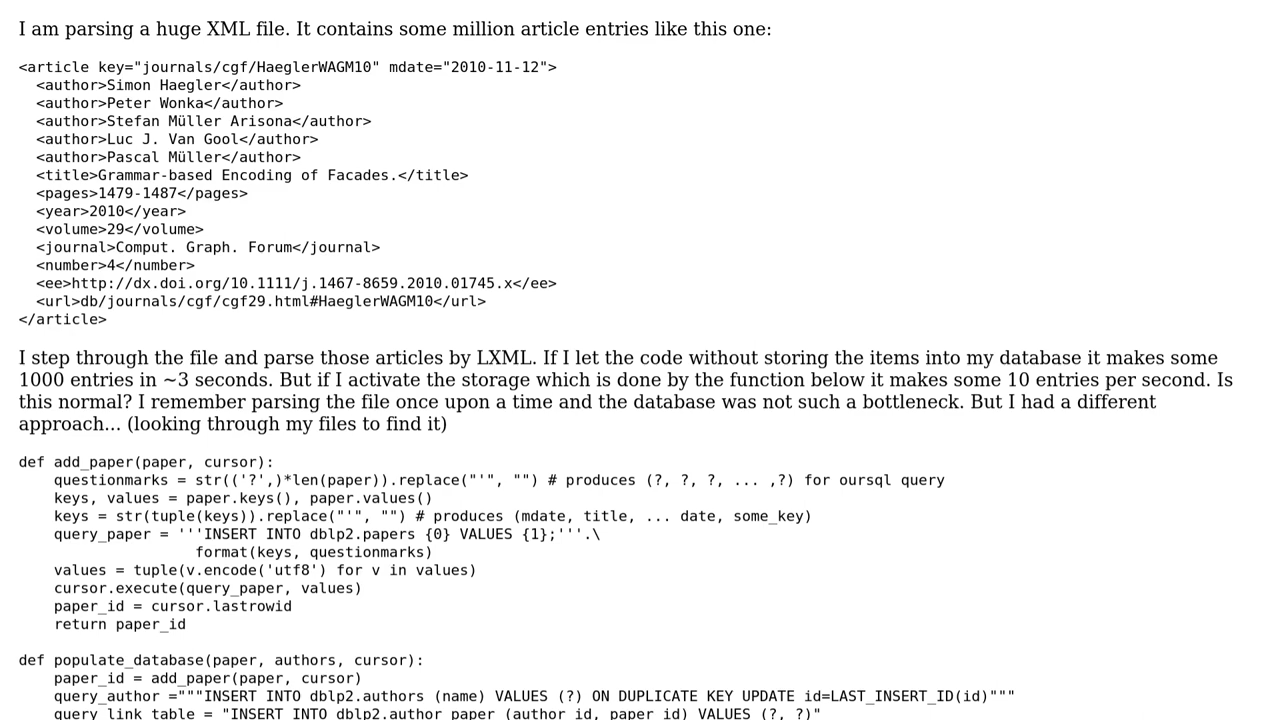 I am parsing a huge XML file. It contains some million article entries like this one:
<article key="journals/cgf/HaeglerWAGM10" mdate="2010-11-12">
  <author>Simon Haegler</author>
  <author>Peter Wonka</author>
  <author>Stefan Müller Arisona</author>
  <author>Luc J. Van Gool</author>
  <author>Pascal Müller</author>
  <title>Grammar-based Encoding of Facades.</title>
  <pages>1479-1487</pages>
  <year>2010</year>
  <volume>29</volume>
  <journal>Comput. Graph. Forum</journal>
  <number>4</number>
  <ee>http://dx.doi.org/10.1111/j.1467-8659.2010.01745.x</ee>
  <url>db/journals/cgf/cgf29.html#HaeglerWAGM10</url>
</article>
I step through the file and parse those articles by LXML. If I let the code without storing the items into my database it makes some
1000 entries in ~3 seconds. But if I activate the storage which is done by the function below it makes some 10 entries per second. Is
this normal? I remember parsing the file once upon a time and the database was not such a bottleneck. But I had a different
approach... (looking through my files to find it)
def add_paper(paper, cursor):
    questionmarks = str(('?',)*len(paper)).replace("'", "") # produces (?, ?, ?, ... ,?) for oursql query
    keys, values = paper.keys(), paper.values()
    keys = str(tuple(keys)).replace("'", "") # produces (mdate, title, ... date, some_key)
    query_paper = '''INSERT INTO dblp2.papers {0} VALUES {1};'''.\
                    format(keys, questionmarks)
    values = tuple(v.encode('utf8') for v in values)
    cursor.execute(query_paper, values)
    paper_id = cursor.lastrowid
    return paper_id
def populate_database(paper, authors, cursor):
    paper_id = add_paper(paper, cursor)
    query_author ="""INSERT INTO dblp2.authors (name) VALUES (?) ON DUPLICATE KEY UPDATE id=LAST_INSERT_ID(id)"""
    query_link_table = "INSERT INTO dblp2.author_paper (author_id, paper_id) VALUES (?, ?)"